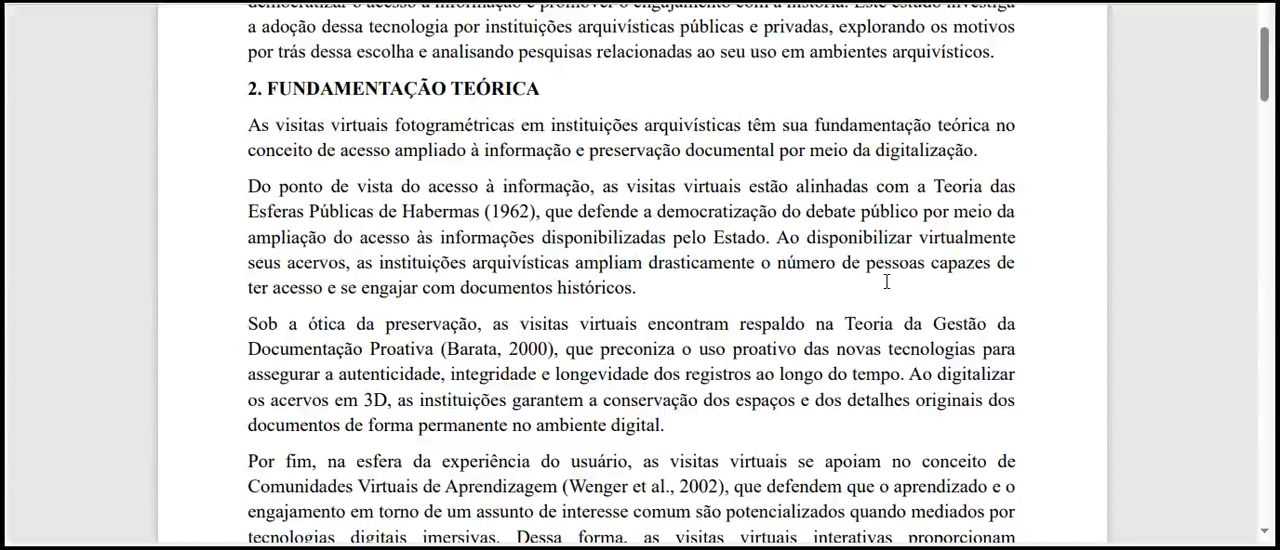 democratizar o acesso à informação e promover o engajamento com a história. Este estudo investiga
a adoção dessa tecnologia por instituições arquivísticas públicas e privadas, explorando os motivos
por trás dessa escolha e analisando pesquisas relacionadas ao seu uso em ambientes arquivísticos.
2. FUNDAMENTAÇÃO TEÓRICA
As visitas virtuais fotogramétricas em instituições arquivísticas têm sua fundamentação teórica no
conceito de acesso ampliado à informação e preservação documental por meio da digitalização.
Do ponto de vista do acesso à informação, as visitas virtuais estão alinhadas com a Teoria das
Esferas Públicas de Habermas (1962), que defende a democratização do debate público por meio da
ampliação do acesso às informações disponibilizadas pelo Estado. Ao disponibilizar virtualmente
seus acervos, as instituições arquivísticas ampliam drasticamente o número de pessoas capazes de
ter acesso e se engajar com documentos históricos.
Sob a ótica da preservação, as visitas virtuais encontram respaldo na Teoria da Gestão da
Documentação Proativa (Barata, 2000), que preconiza o uso proativo das novas tecnologias para
assegurar a autenticidade, integridade e longevidade dos registros ao longo do tempo. Ao digitalizar
os acervos em 3D, as instituições garantem a conservação dos espaços e dos detalhes originais dos
documentos de forma permanente no ambiente digital.
Por fim, na esfera da experiência do usuário, as visitas virtuais se apoiam no conceito de
Comunidades Virtuais de Aprendizagem (Wenger et al., 2002), que defendem que o aprendizado e o
engajamento em torno de um assunto de interesse comum são potencializados quando mediados por
tecnologias digitais imersivas. Dessa forma, as visitas virtuais interativas proporcionam